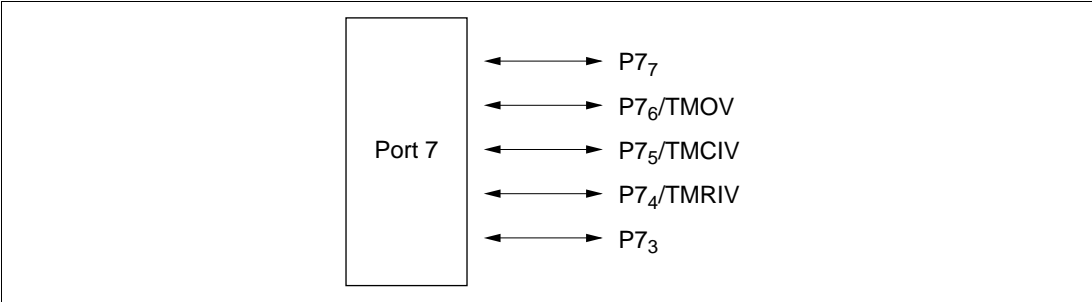 Port 7
P7₇
P7₆/TMOV
P7₅/TMCIV
P7₄/TMRIV
P7₃